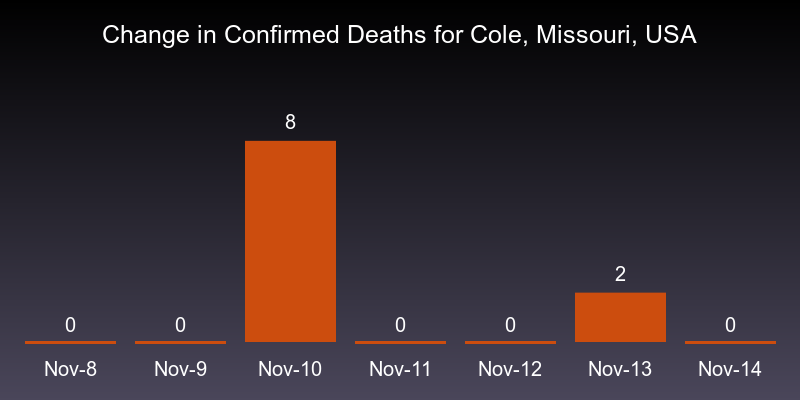 Change in Confirmed Deaths for Cole, Missouri, USA
8
2
0 0 0 0 0
Nov-8 Nov-9 Nov-10 Nov-11 Nov-12 Nov-13 Nov-14